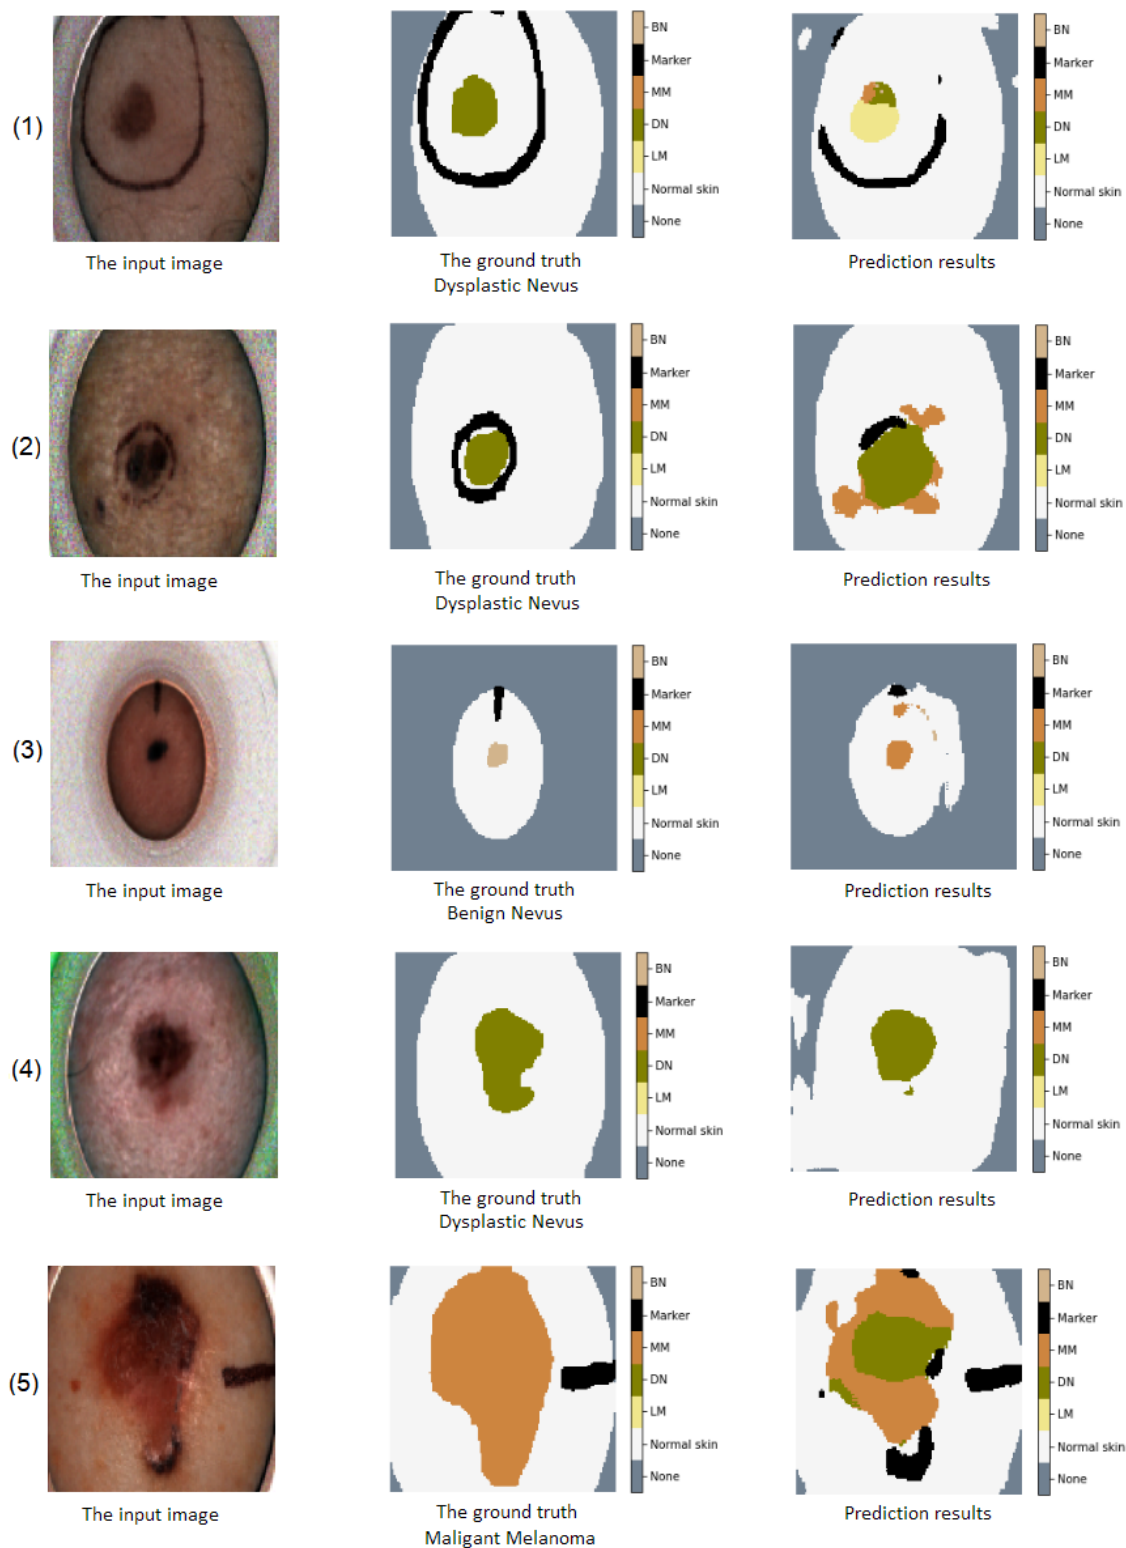 (1)
BN
Marker
MM
DN
LM
Normal skin
None
BN
Marker
MM
DN
LM
Normal skin
None
The input image
The ground truth
Dysplastic Nevus
Prediction results
(2)
BN
Marker
MM
DN
LM
Normal skin
None
BN
Marker
MM
DN
LM
Normal skin
None
The input image
The ground truth
Dysplastic Nevus
Prediction results
(3)
BN
Marker
MM
DN
LM
Normal skin
None
BN
Marker
MM
DN
LM
Normal skin
None
The input image
The ground truth
Benign Nevus
Prediction results
(4)
BN
Marker
MM
DN
LM
Normal skin
None
BN
Marker
MM
DN
LM
Normal skin
None
The input image
The ground truth
Dysplastic Nevus
Prediction results
(5)
BN
Marker
MM
DN
LM
Normal skin
None
BN
Marker
MM
DN
LM
Normal skin
None
The input image
The ground truth
Maligant Melanoma
Prediction results